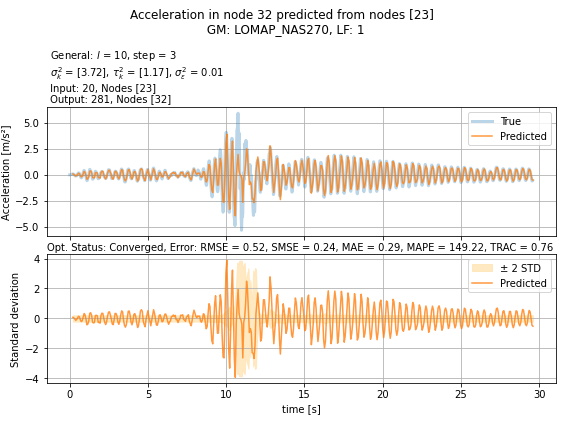 Acceleration in node 32 predicted from nodes [23]
GM: LOMAP_NAS270, LF: 1
General: l = 10, step = 3
σ²ₖ = [3.72], τ²ₖ = [1.17], σ²ε = 0.01
Input: 20, Nodes [23]
Output: 281, Nodes [32]
Acceleration [m/s²]
5.0
2.5
0.0
−2.5
−5.0
True
Predicted
Opt. Status: Converged, Error: RMSE = 0.52, SMSE = 0.24, MAE = 0.29, MAPE = 149.22, TRAC = 0.76
Standard deviation
4
2
0
−2
−4
± 2 STD
Predicted
0 5 10 15 20 25 30
time [s]